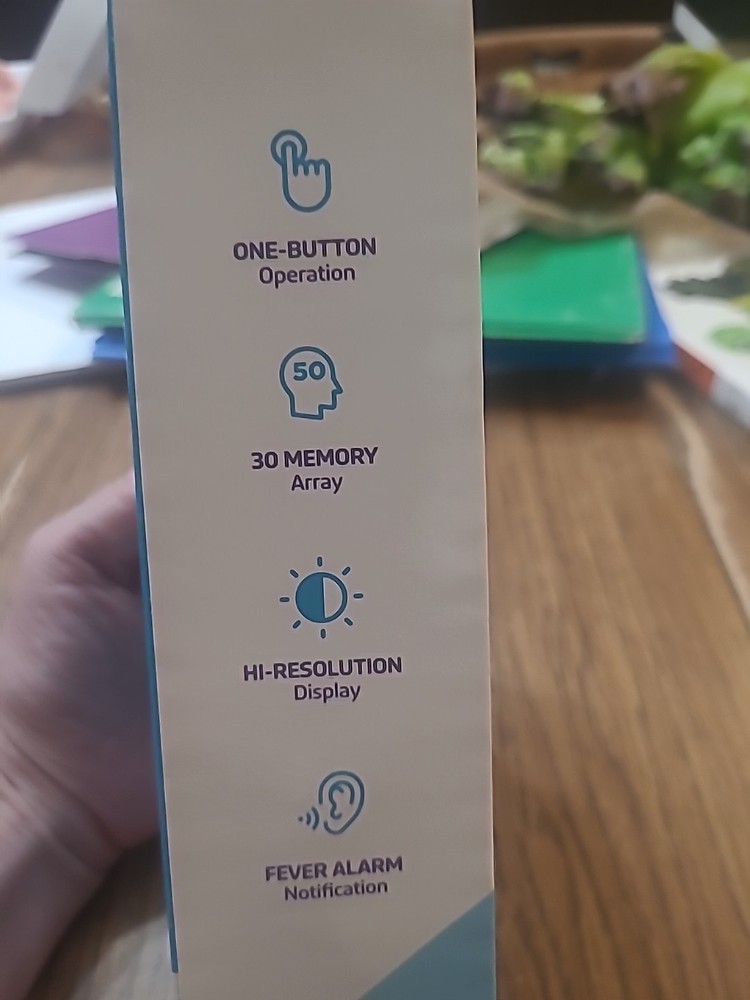 ONE-BUTTON
Operation
50
30 MEMORY
Array
HI-RESOLUTION
Display
FEVER ALARM
Notification